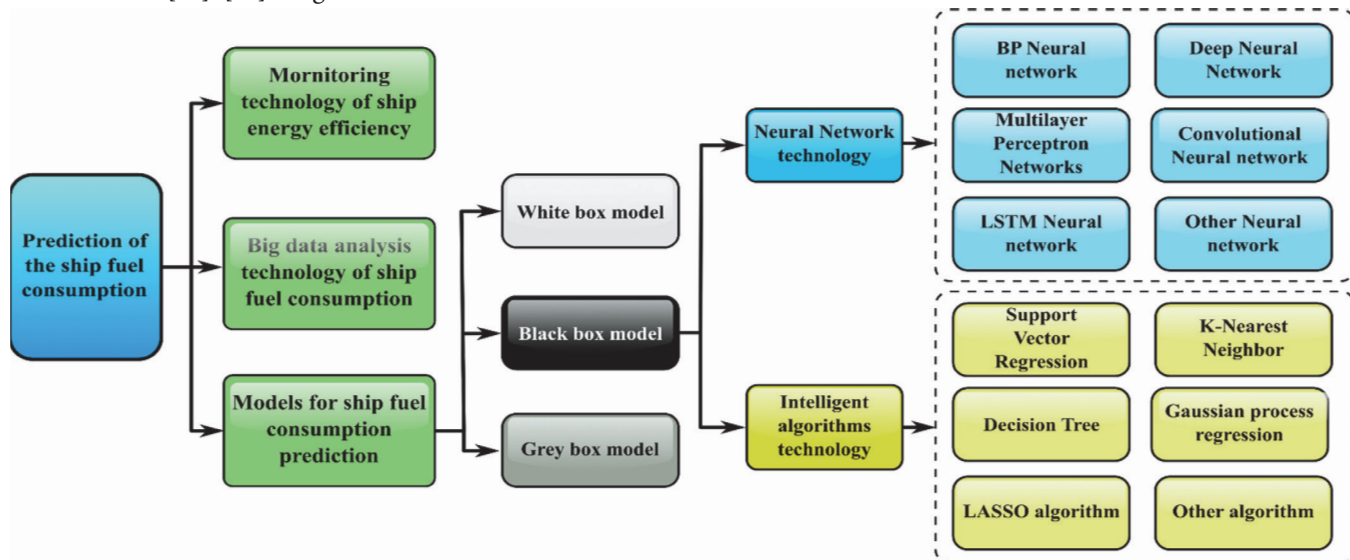 Prediction of
the ship fuel
consumption
Mornitoring
technology of ship
energy efficiency
Big data analysis
technology of ship
fuel consumption
Models for ship fuel
consumption
prediction
White box model
Black box model
Grey box model
Neural Network
technology
Intelligent
algorithms
technology
BP Neural
network
Deep Neural
Network
Multilayer
Perceptron
Networks
Convolutional
Neural network
LSTM Neural
network
Other Neural
network
Support
Vector
Regression
K-Nearest
Neighbor
Decision Tree
Gaussian process
regression
LASSO algorithm
Other algorithm